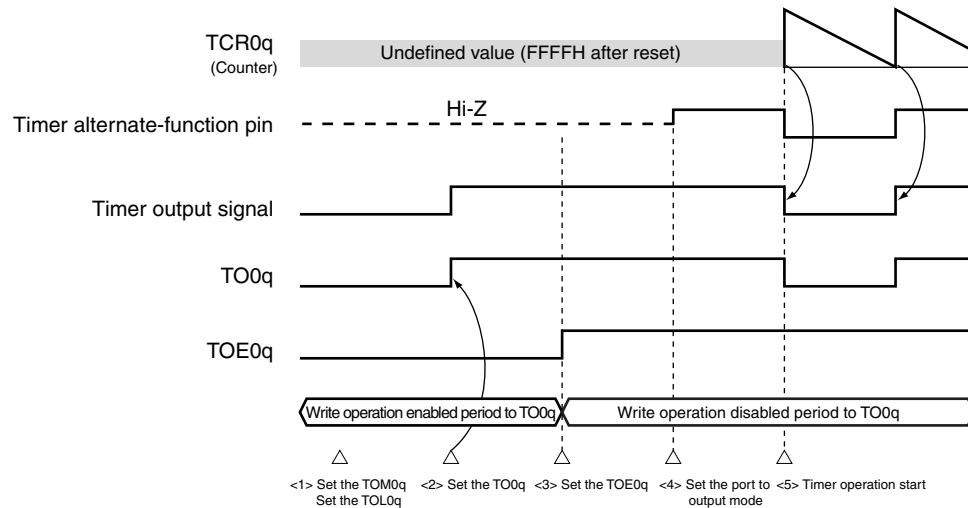 TCR0q
(Counter)
Undefined value (FFFFH after reset)
Hi-Z
Timer alternate-function pin
Timer output signal
TO0q
TOE0q
Write operation enabled period to TO0q
Write operation disabled period to TO0q
<1> Set the TOM0q
Set the TOL0q
<2> Set the TO0q
<3> Set the TOE0q
<4> Set the port to
output mode
<5> Timer operation start